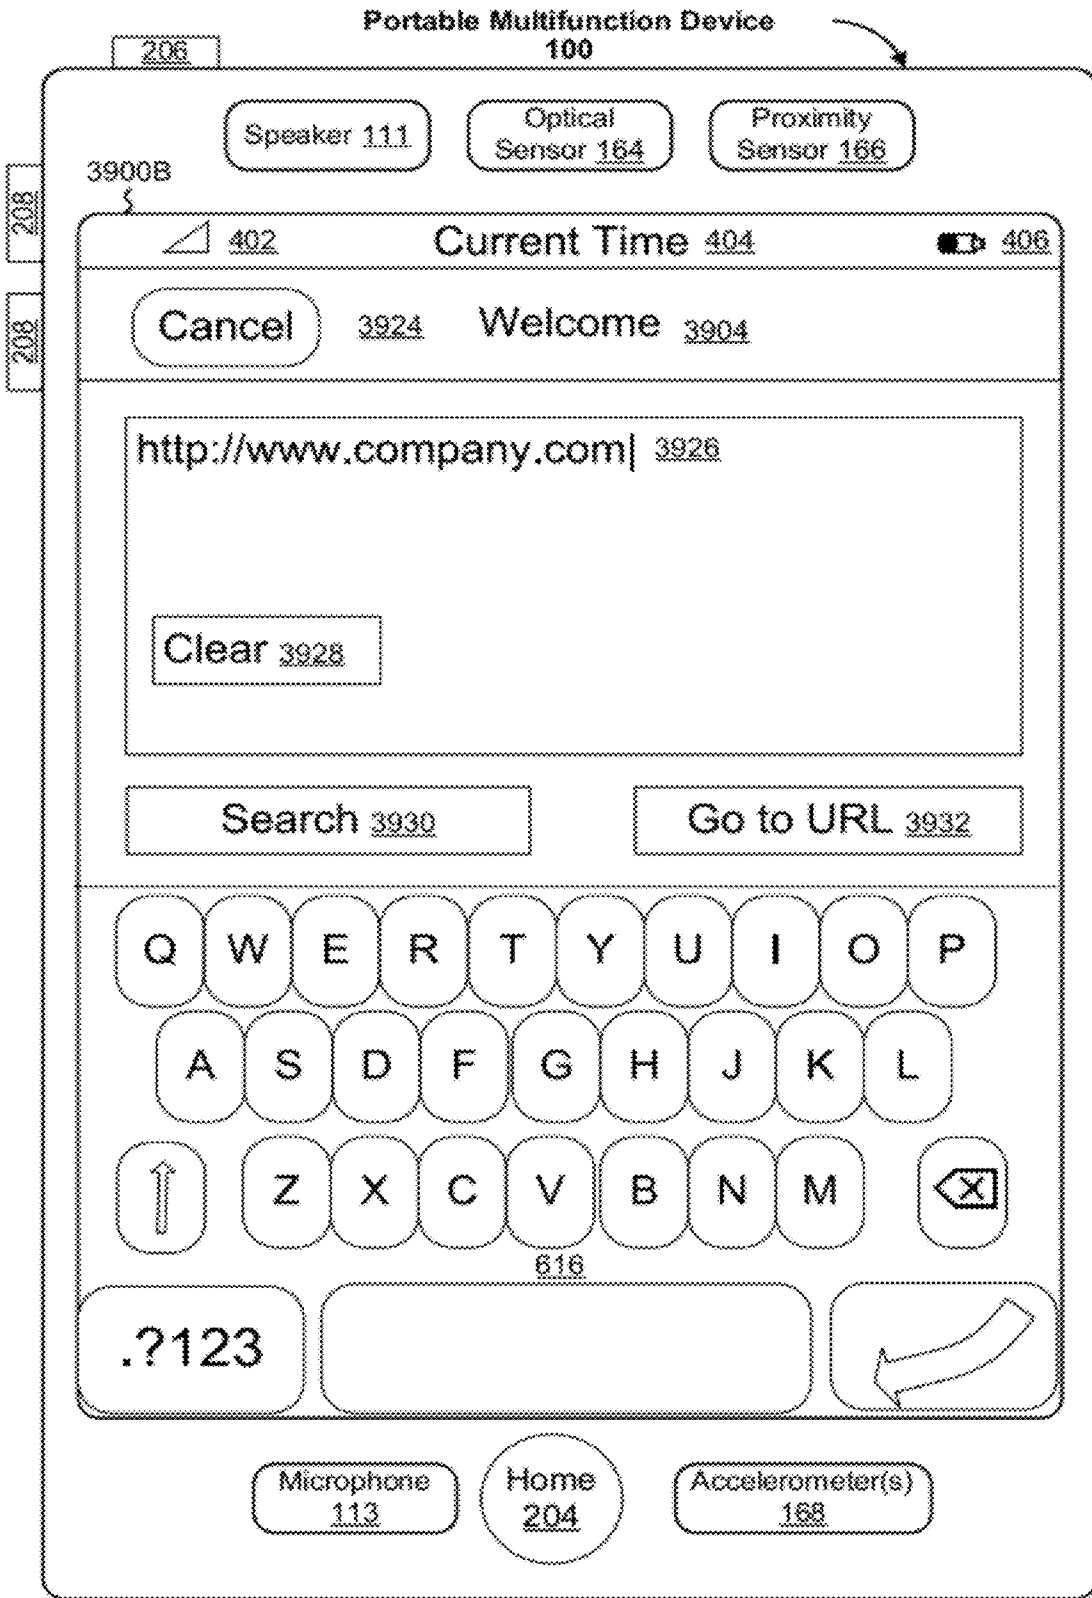 Portable Multifunction Device
100
206
Speaker 111
Optical
Sensor 164
Proximity
Sensor 166
3900B
208
208
402 Current Time 404 406
Cancel 3924 Welcome 3904
http://www.company.com| 3926
Clear 3928
Search 3930 Go to URL 3932
Q W E R T Y U I O P
A S D F G H J K L
Z X C V B N M
616
.?123
Microphone
113
Home
204
Accelerometer(s)
168